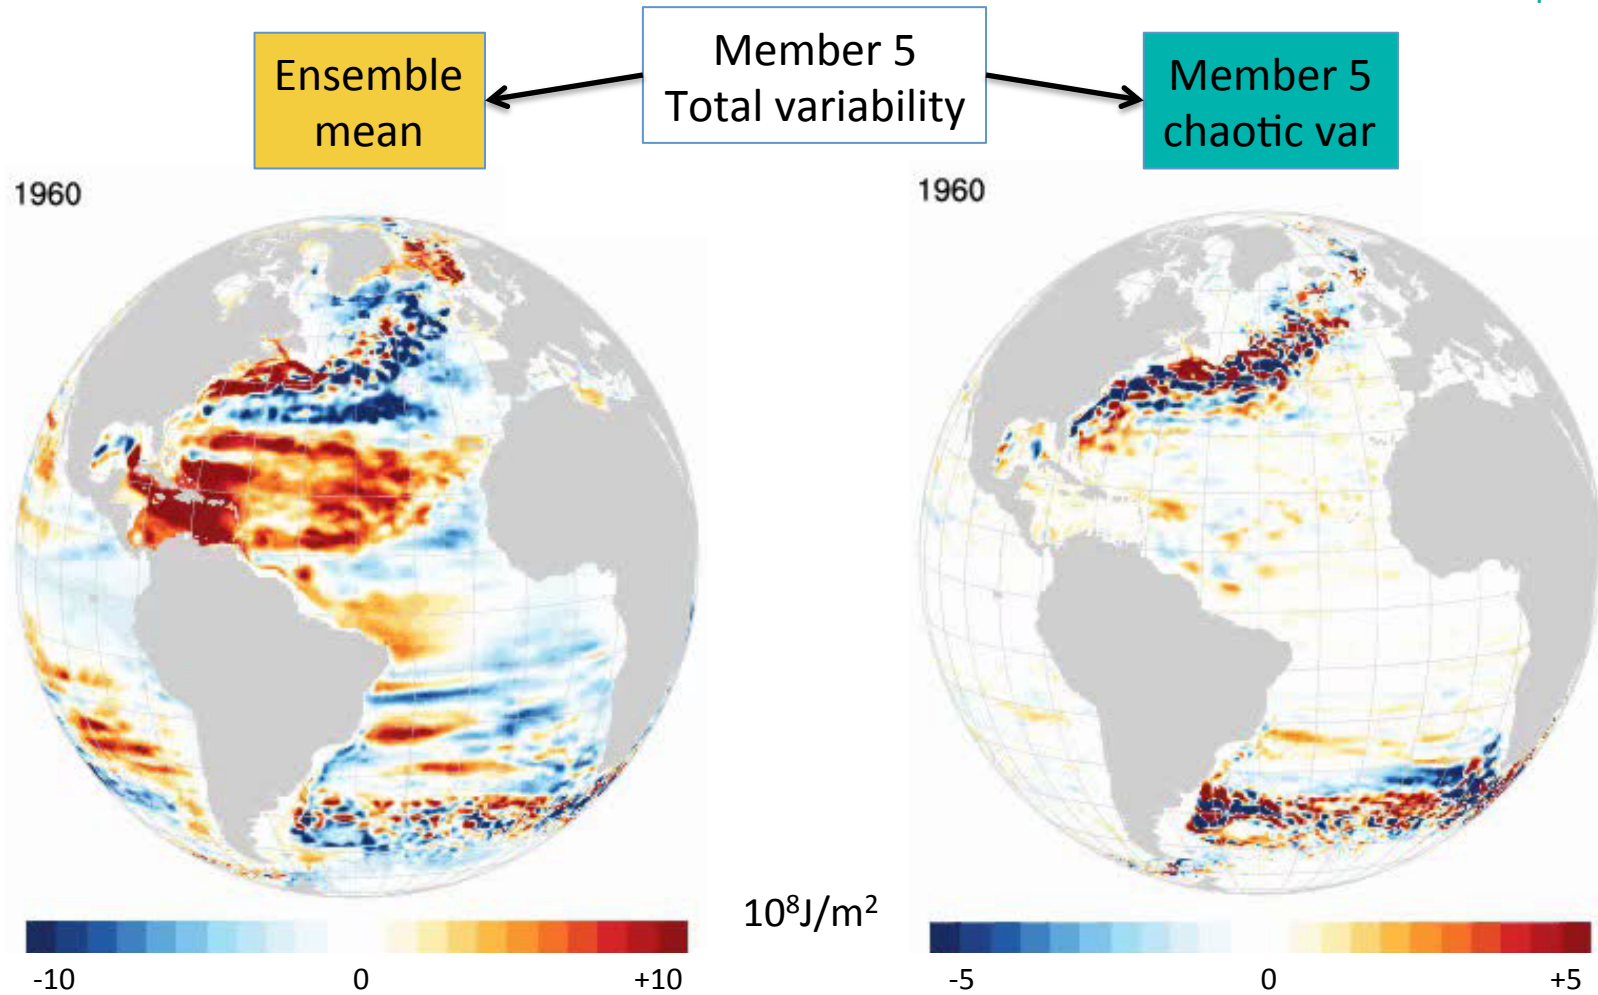 Ensemble
mean
Member 5
Total variability
Member 5
chaotic var
1960
1960
10⁸J/m²
-10 0 +10
-5 0 +5